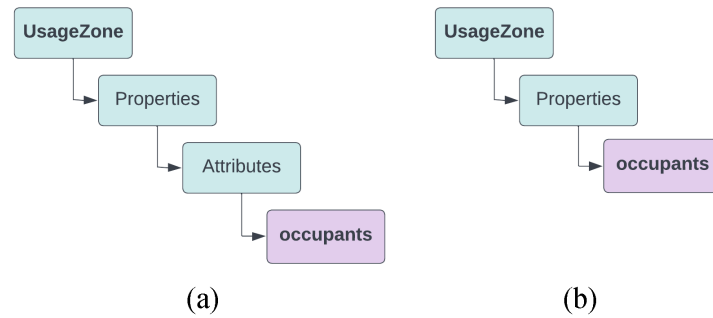 UsageZone
Properties
Attributes
occupants
(a)
UsageZone
Properties
occupants
(b)